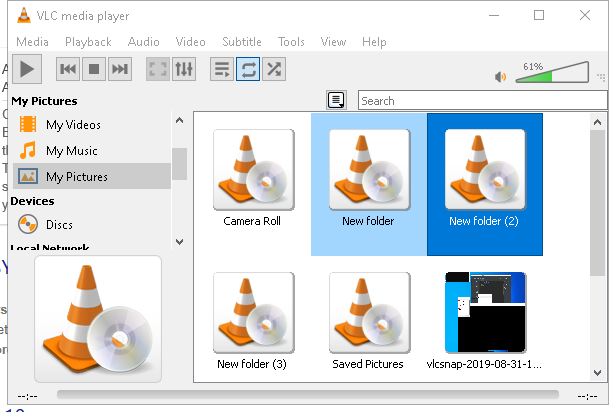 VLC media player
Media Playback Audio Video Subtitle Tools View Help
61%
My Pictures
Search
My Videos
My Music
My Pictures
Devices
Discs
Local Network
Camera Roll
New folder
New folder (2)
New folder (3)
Saved Pictures
vlcsnap-2019-08-31-1...
--:--
--:--